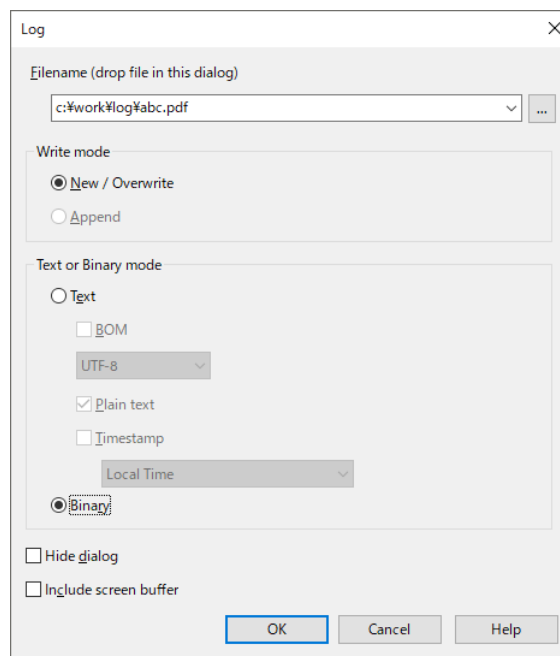 Log
Filename (drop file in this dialog)
c:¥work¥log¥abc.pdf
...
Write mode
New / Overwrite
Append
Text or Binary mode
Text
BOM
UTF-8
Plain text
Timestamp
Local Time
Binary
Hide dialog
Include screen buffer
OK Cancel Help